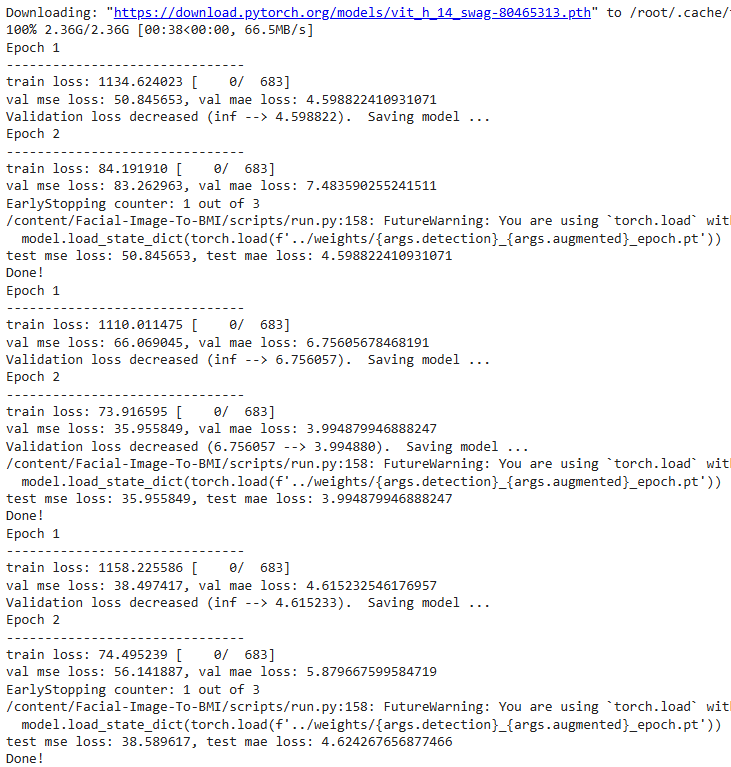 Downloading: "https://download.pytorch.org/models/vit_h_14_swag-80465313.pth" to /root/.cache/
100% 2.36G/2.36G [00:38<00:00, 66.5MB/s]
Epoch 1
-------------------------------
train loss: 1134.624023 [    0/  683]
val mse loss: 50.845653, val mae loss: 4.598822410931071
Validation loss decreased (inf --> 4.598822).  Saving model ...
Epoch 2
-------------------------------
train loss: 84.191910 [    0/  683]
val mse loss: 83.262963, val mae loss: 7.483590255241511
EarlyStopping counter: 1 out of 3
/content/Facial-Image-To-BMI/scripts/run.py:158: FutureWarning: You are using `torch.load` wit
  model.load_state_dict(torch.load(f'../weights/{args.detection}_{args.augmented}_epoch.pt'))
test mse loss: 50.845653, test mae loss: 4.598822410931071
Done!
Epoch 1
-------------------------------
train loss: 1110.011475 [    0/  683]
val mse loss: 66.069045, val mae loss: 6.75605678468191
Validation loss decreased (inf --> 6.756057).  Saving model ...
Epoch 2
-------------------------------
train loss: 73.916595 [    0/  683]
val mse loss: 35.955849, val mae loss: 3.994879946888247
Validation loss decreased (6.756057 --> 3.994880).  Saving model ...
/content/Facial-Image-To-BMI/scripts/run.py:158: FutureWarning: You are using `torch.load` wit
  model.load_state_dict(torch.load(f'../weights/{args.detection}_{args.augmented}_epoch.pt'))
test mse loss: 35.955849, test mae loss: 3.994879946888247
Done!
Epoch 1
-------------------------------
train loss: 1158.225586 [    0/  683]
val mse loss: 38.497417, val mae loss: 4.615232546176957
Validation loss decreased (inf --> 4.615233).  Saving model ...
Epoch 2
-------------------------------
train loss: 74.495239 [    0/  683]
val mse loss: 56.141887, val mae loss: 5.879667599584719
EarlyStopping counter: 1 out of 3
/content/Facial-Image-To-BMI/scripts/run.py:158: FutureWarning: You are using `torch.load` wit
  model.load_state_dict(torch.load(f'../weights/{args.detection}_{args.augmented}_epoch.pt'))
test mse loss: 38.589617, test mae loss: 4.624267656877466
Done!